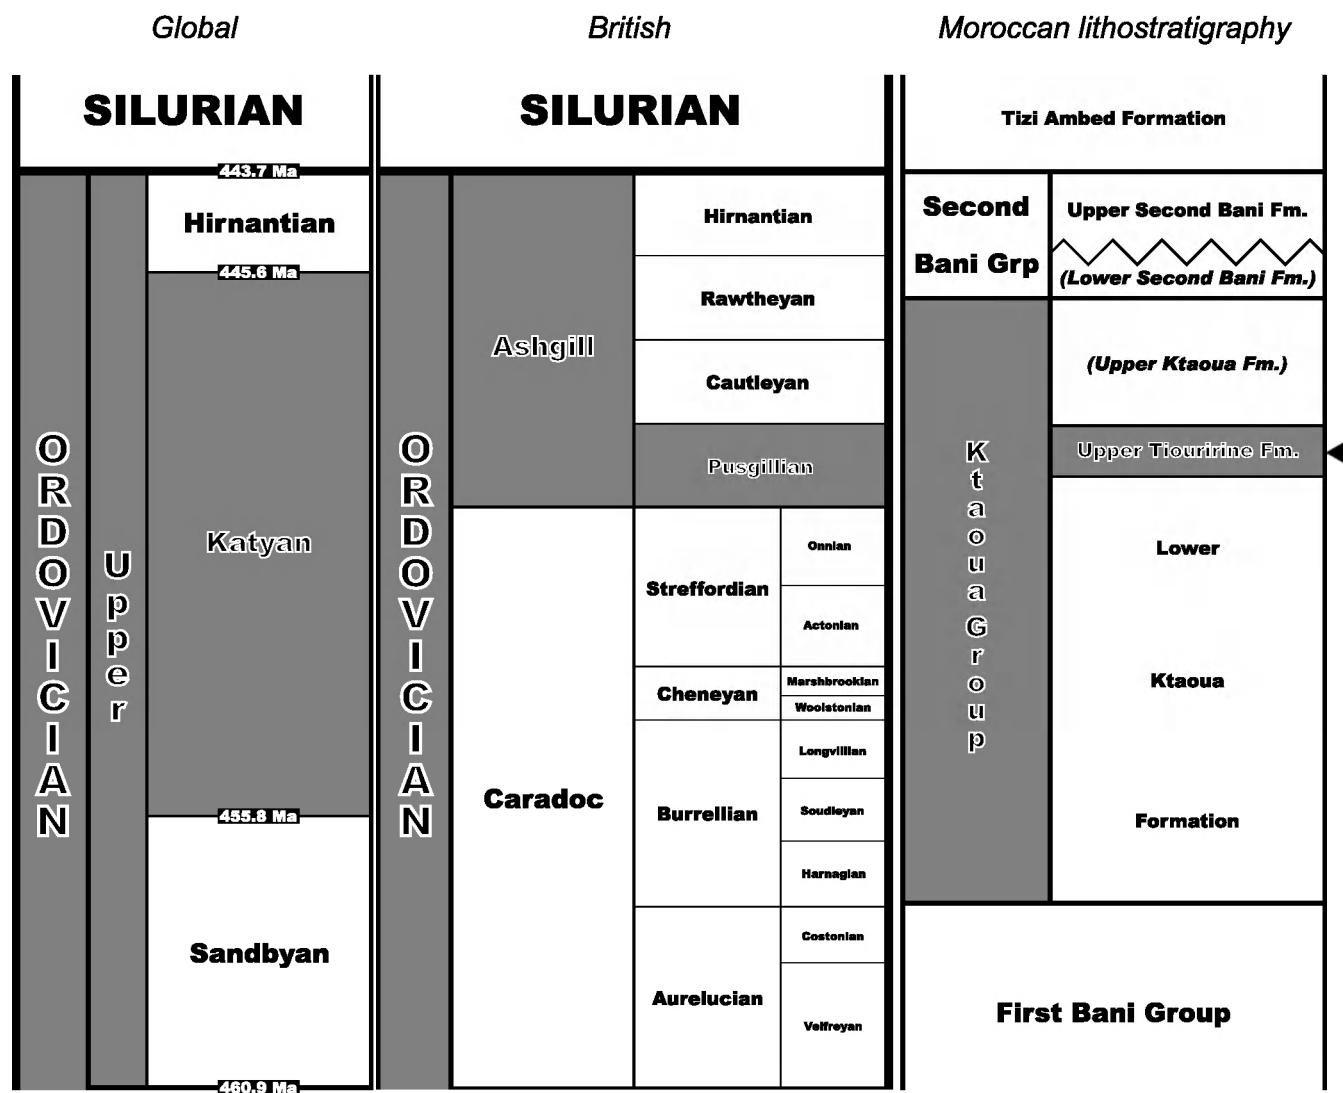 Global
British
Moroccan lithostratigraphy
SILURIAN
SILURIAN
Tizi Ambed Formation
443.7 Ma
Hirnantian
445.6 Ma
Katyan
455.8 Ma
Sandbyan
460.9 Ma
ORDOVICIAN
Upper
ORDOVICIAN
Ashgill
Caradoc
Hirnantian
Rawtheyan
Cautleyan
Pusgillian
Streffordian
Onnian
Actonian
Cheneyan
Marshbrookian
Woolstonian
Burrellian
Longvillian
Soudleyan
Harnagian
Aurelucian
Costonian
Velfreyan
Second
Bani Grp
Upper Second Bani Fm.
(Lower Second Bani Fm.)
Ktaoua Group
(Upper Ktaoua Fm.)
Upper Tiouririne Fm.
Lower
Ktaoua
Formation
First Bani Group